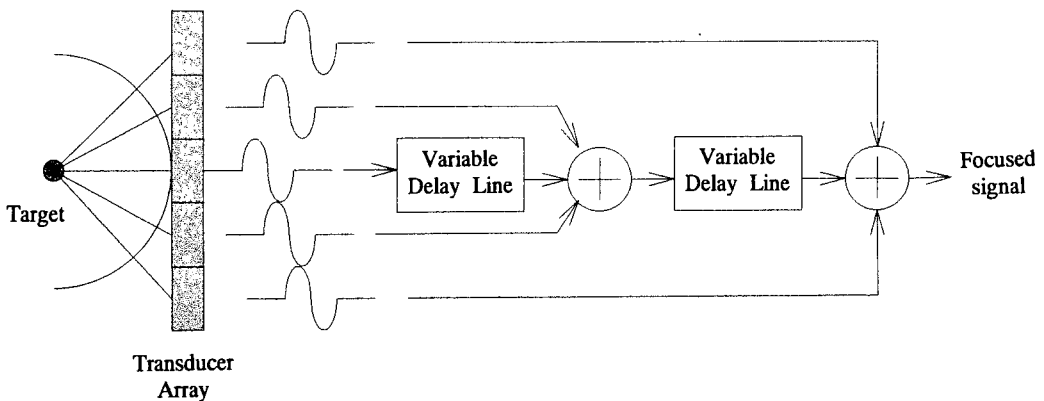 Target
Transducer
Array
Variable
Delay Line
Variable
Delay Line
Focused
signal